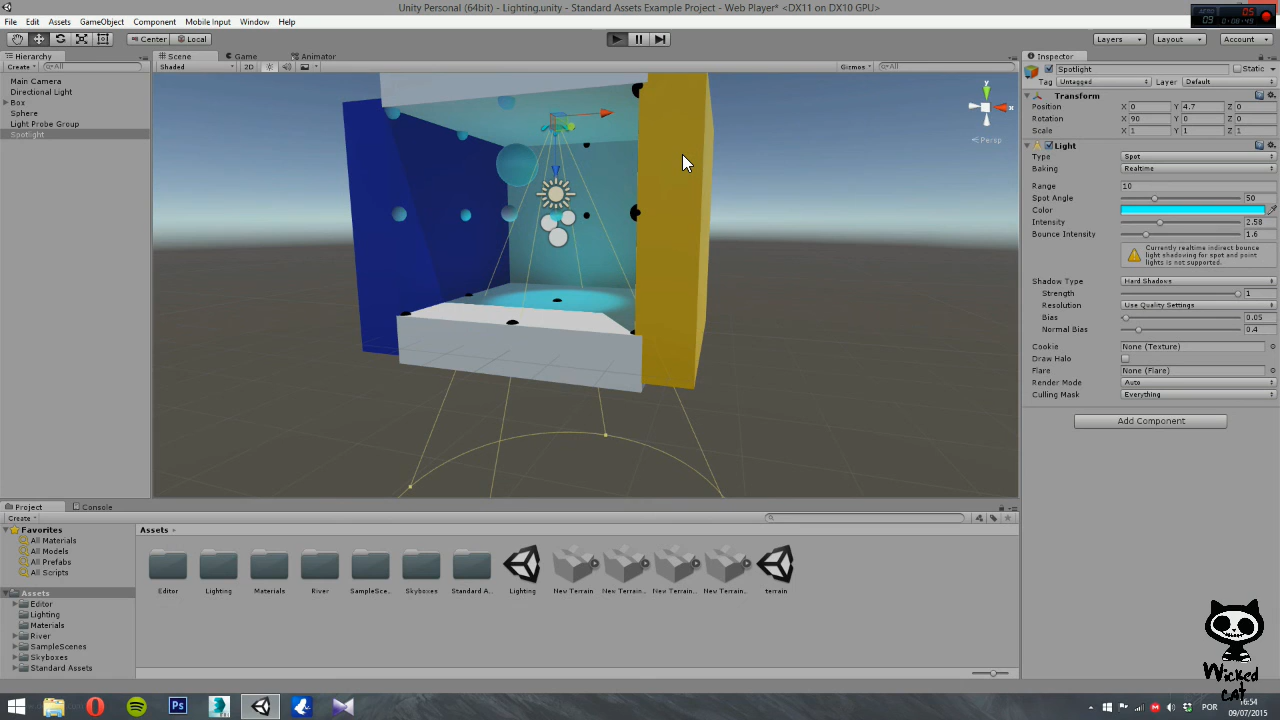 Unity Personal (64bit) - Lighting.unity - Standard Assets Example Project - Web Player* <DX11 on DX10 GPU>
File Edit Assets GameObject Component Mobile Input Window Help
Center Local
Layers Layout Account
Hierarchy
Create All
Main Camera
Directional Light
Box
Sphere
Light Probe Group
Spotlight
Scene Game Animator
Shaded 2D Gizmos All
y
x
Persp
Inspector
Spotlight Static
Tag Untagged Layer Default
Transform
Position X 0 Y 4.7 Z 0
Rotation X 90 Y 0 Z 0
Scale X 1 Y 1 Z 1
Light
Type Spot
Baking Realtime
Range 10
Spot Angle 50
Color
Intensity 2.58
Bounce Intensity 1.6
Currently realtime indirect bounce
light shadowing for spot and point
lights is not supported.
Shadow Type Hard Shadows
Strength 1
Resolution Use Quality Settings
Bias 0.05
Normal Bias 0.4
Cookie None (Texture)
Draw Halo
Flare None (Flare)
Render Mode Auto
Culling Mask Everything
Add Component
Project Console
Create
Favorites
All Materials
All Models
All Prefabs
All Scripts
Assets
Editor
Lighting
Materials
River
SampleScenes
Skyboxes
Standard Assets
Assets
Editor Lighting Materials River SampleSce... Skyboxes Standard A... Lighting New Terrain New Terrain... New Terrain... New Terrain... terrain
Wicked
cat
Ps
POR
16:54
09/07/2015